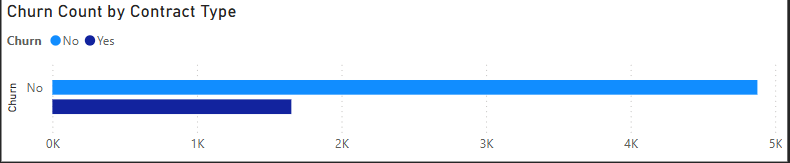 Churn Count by Contract Type
Churn No Yes
Churn
No
0K 1K 2K 3K 4K 5K